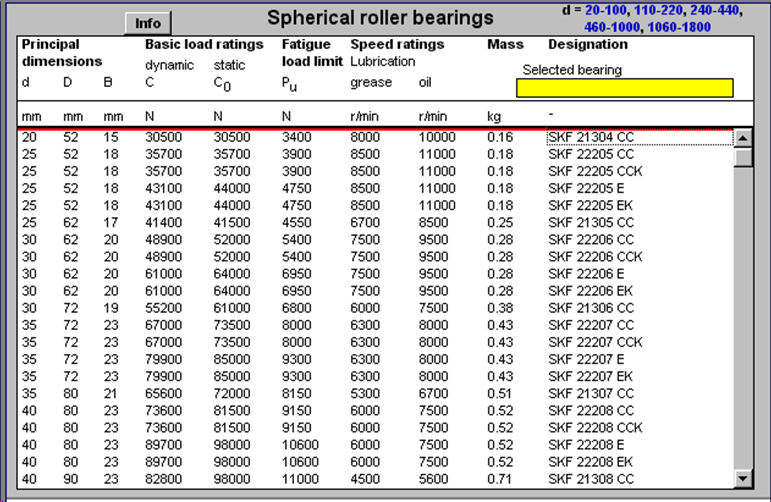 Info
Spherical roller bearings
d = 20-100, 110-220, 240-440,
460-1000, 1060-1800
Principal dimensions
Basic load ratings
Fatigue load limit
Speed ratings
Mass
Designation
dynamic static
Lubrication
Selected bearing
d D B C C0 Pu grease oil
mm mm mm N N N r/min r/min kg -
20 52 15 30500 30500 3400 8000 10000 0.16 SKF 21304 CC
25 52 18 35700 35700 3900 8500 11000 0.18 SKF 22205 CC
25 52 18 35700 35700 3900 8500 11000 0.18 SKF 22205 CCK
25 52 18 43100 44000 4750 8500 11000 0.18 SKF 22205 E
25 52 18 43100 44000 4750 8500 11000 0.18 SKF 22205 EK
25 62 17 41400 41500 4550 6700 8500 0.25 SKF 21305 CC
30 62 20 48900 52000 5400 7500 9500 0.28 SKF 22206 CC
30 62 20 48900 52000 5400 7500 9500 0.28 SKF 22206 CCK
30 62 20 61000 64000 6950 7500 9500 0.28 SKF 22206 E
30 62 20 61000 64000 6950 7500 9500 0.28 SKF 22206 EK
30 72 19 55200 61000 6800 6000 7500 0.38 SKF 21306 CC
35 72 23 67000 73500 8000 6300 8000 0.43 SKF 22207 CC
35 72 23 67000 73500 8000 6300 8000 0.43 SKF 22207 CCK
35 72 23 79900 85000 9300 6300 8000 0.43 SKF 22207 E
35 72 23 79900 85000 9300 6300 8000 0.43 SKF 22207 EK
35 80 21 65600 72000 8150 5300 6700 0.51 SKF 21307 CC
40 80 23 73600 81500 9150 6000 7500 0.52 SKF 22208 CC
40 80 23 73600 81500 9150 6000 7500 0.52 SKF 22208 CCK
40 80 23 89700 98000 10600 6000 7500 0.52 SKF 22208 E
40 80 23 89700 98000 10600 6000 7500 0.52 SKF 22208 EK
40 90 23 82800 98000 11000 4500 5600 0.71 SKF 21308 CC